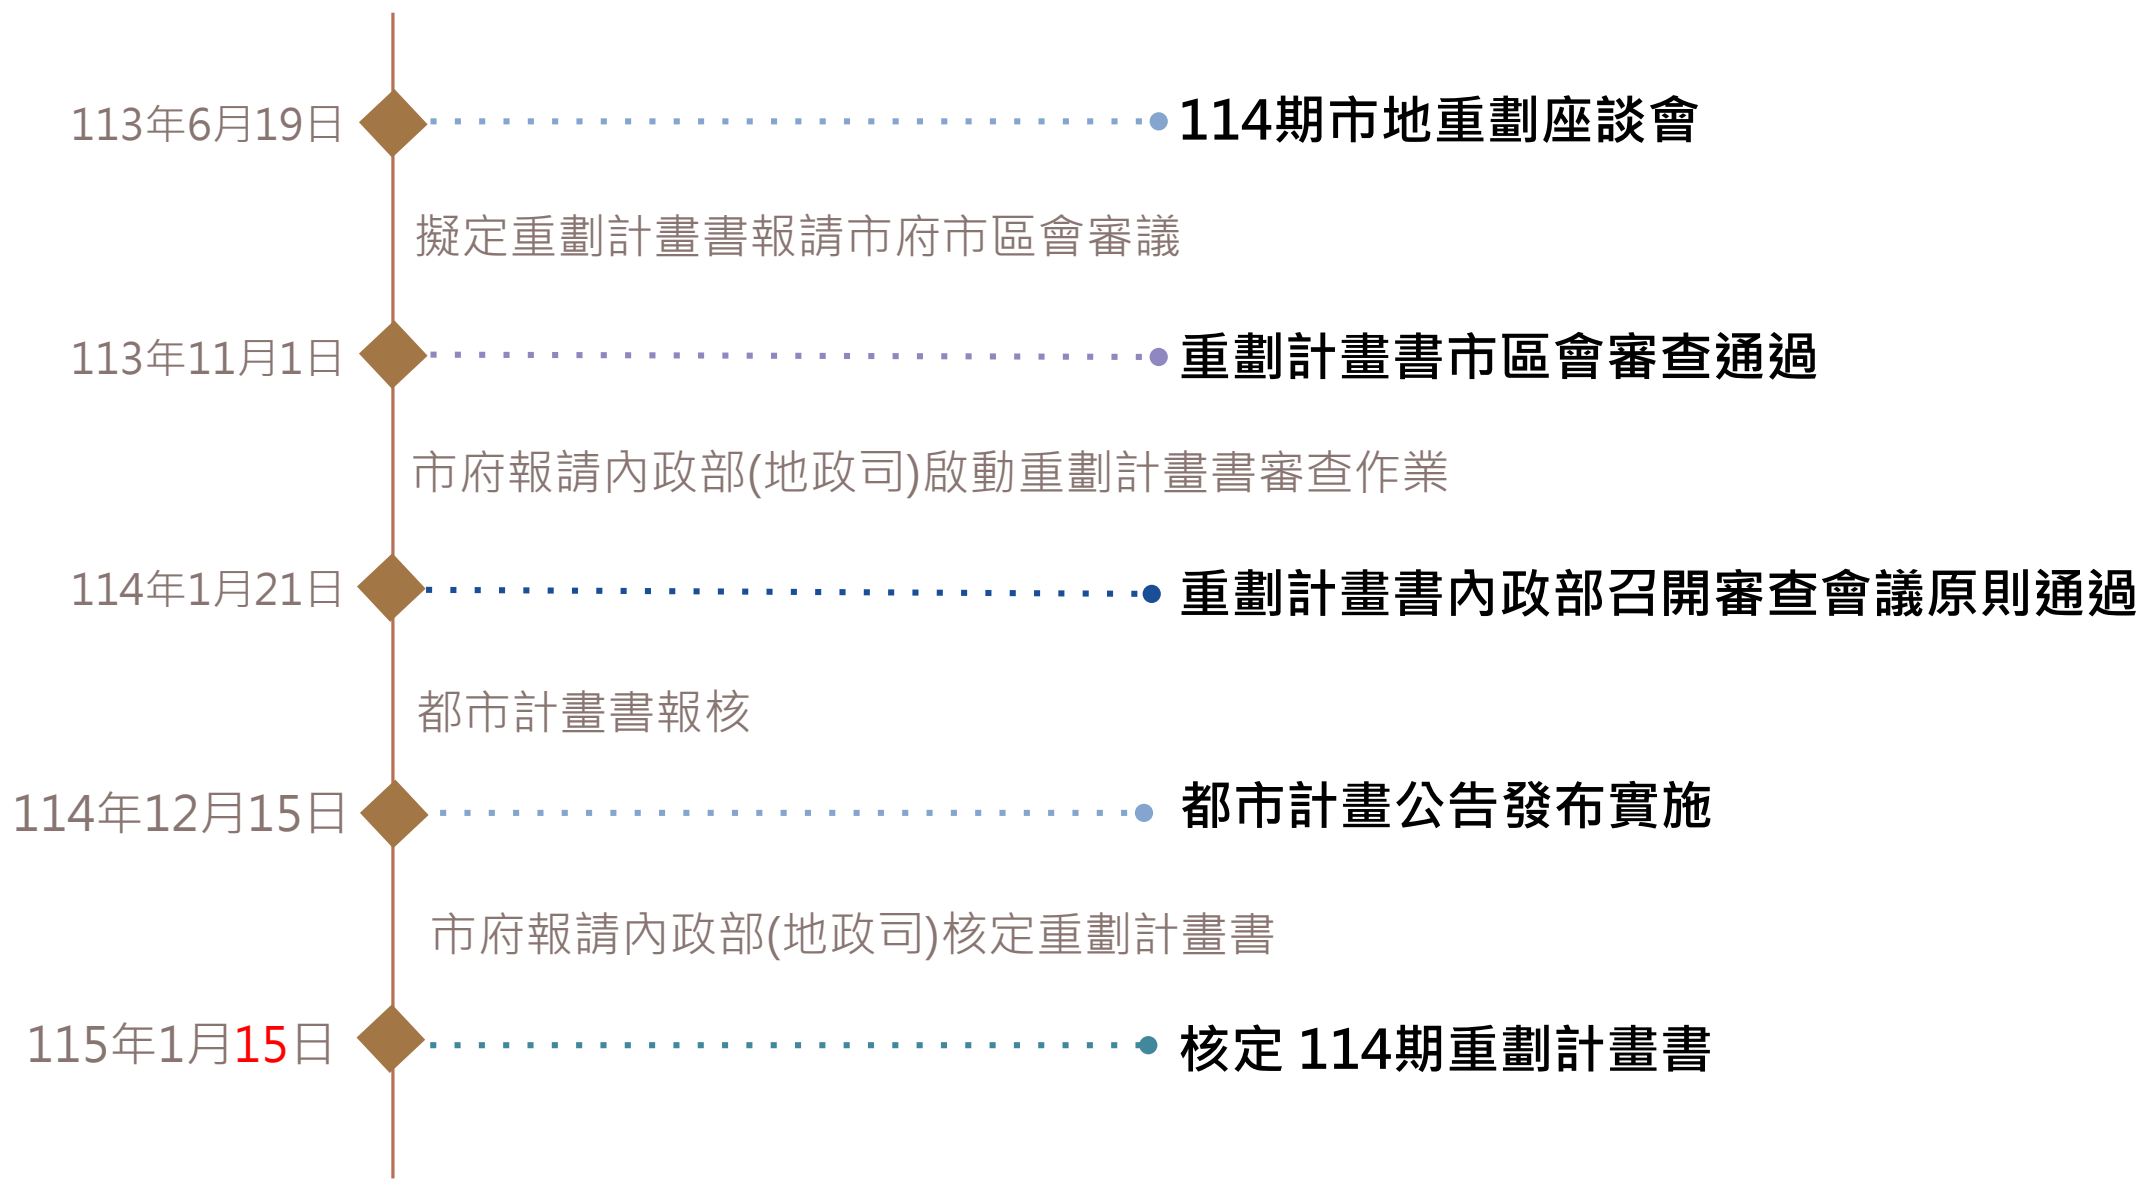 113年6月19日 114期市地重劃座談會
擬定重劃計畫書報請市府市區會審議
113年11月1日 重劃計畫書市區會審查通過
市府報請內政部(地政司)啟動重劃計畫書審查作業
114年1月21日 重劃計畫書內政部召開審查會議原則通過
都市計畫書報核
114年12月15日 都市計畫公告發布實施
市府報請內政部(地政司)核定重劃計畫書
115年1月15日 核定 114期重劃計畫書